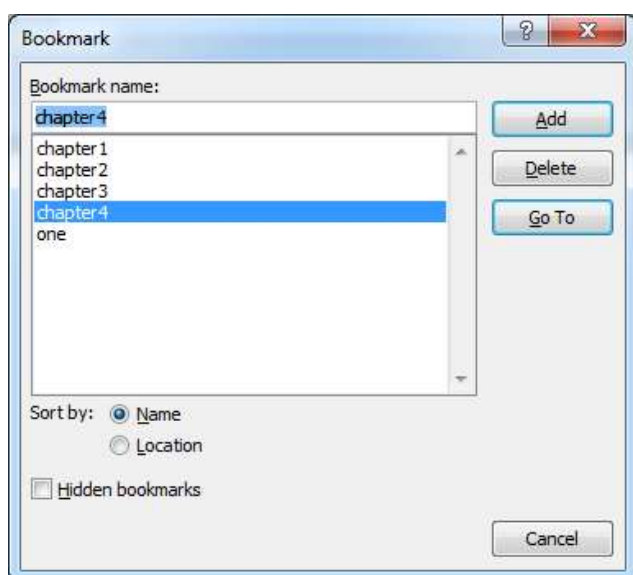 Bookmark
Bookmark name:
chapter4
Add
chapter1
chapter2
chapter3
chapter4
one
Delete
Go To
Sort by:
Name
Location
Hidden bookmarks
Cancel